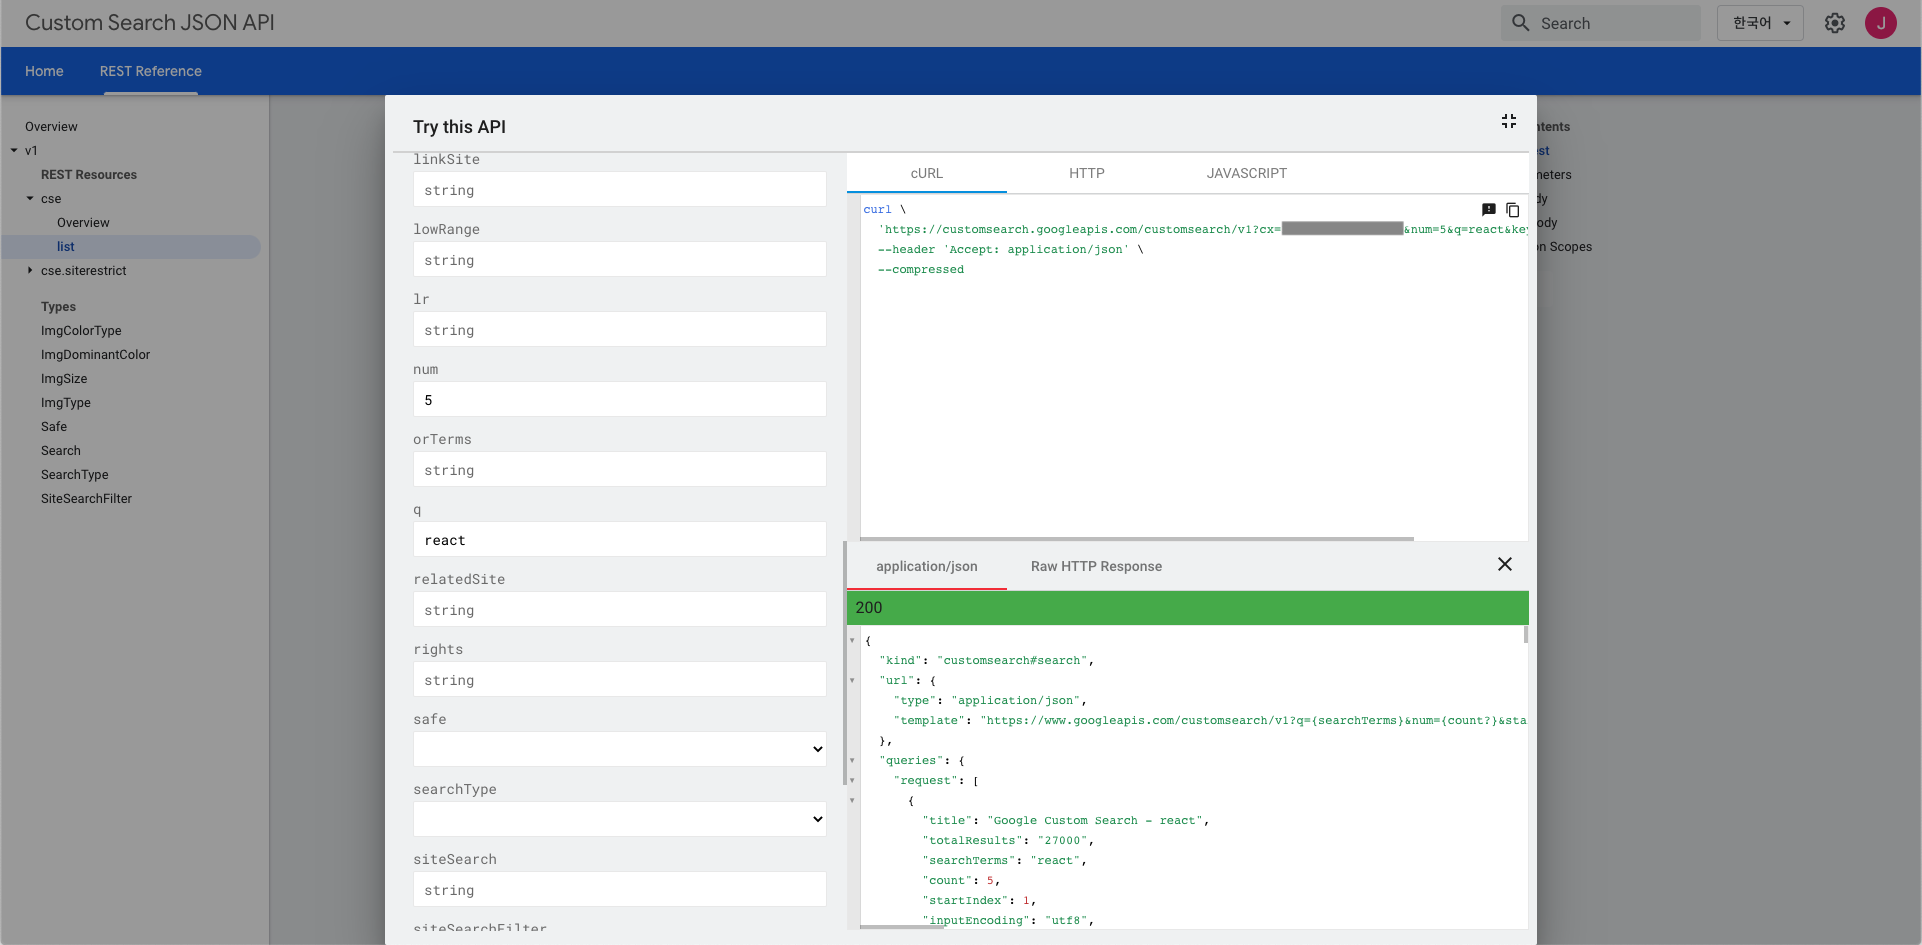 Custom Search JSON API
Search
한국어
J
Home
REST Reference
Overview
v1
REST Resources
cse
Overview
list
cse.siterestrict
Types
ImgColorType
ImgDominantColor
ImgSize
ImgType
Safe
Search
SearchType
SiteSearchFilter
Try this API
linkSite
string
lowRange
string
lr
string
num
5
orTerms
string
q
react
relatedSite
string
rights
string
safe
searchType
siteSearch
string
siteSearchFilter
cURL
HTTP
JAVASCRIPT
curl \
'https://customsearch.googleapis.com/customsearch/v1?cx= &num=5&q=react&key
--header 'Accept: application/json' \
--compressed
application/json
Raw HTTP Response
200
{
"kind": "customsearch#search",
"url": {
"type": "application/json",
"template": "https://www.googleapis.com/customsearch/v1?q={searchTerms}&num={count?}&sta
},
"queries": {
"request": [
{
"title": "Google Custom Search - react",
"totalResults": "27000",
"searchTerms": "react",
"count": 5,
"startIndex": 1,
"inputEncoding": "utf8",
ntents
est
meters
dy
ody
on Scopes